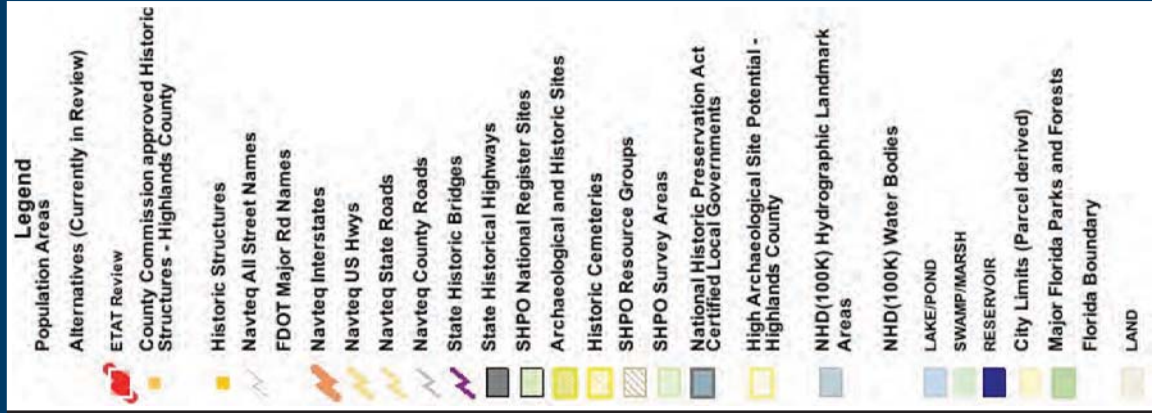 Legend
Population Areas
Alternatives (Currently in Review)
ETAT Review
County Commission approved Historic
Structures - Highlands County
Historic Structures
Navteq All Street Names
FDOT Major Rd Names
Navteq Interstates
Navteq US Hwys
Navteq State Roads
Navteq County Roads
State Historic Bridges
State Historical Highways
SHPO National Register Sites
Archaeological and Historic Sites
Historic Cemeteries
SHPO Resource Groups
SHPO Survey Areas
National Historic Preservation Act
Certified Local Governments
High Archaeological Site Potential -
Highlands County
NHD(100K) Hydrographic Landmark
Areas
NHD(100K) Water Bodies
LAKE/POND
SWAMP/MARSH
RESERVOIR
City Limits (Parcel derived)
Major Florida Parks and Forests
Florida Boundary
LAND